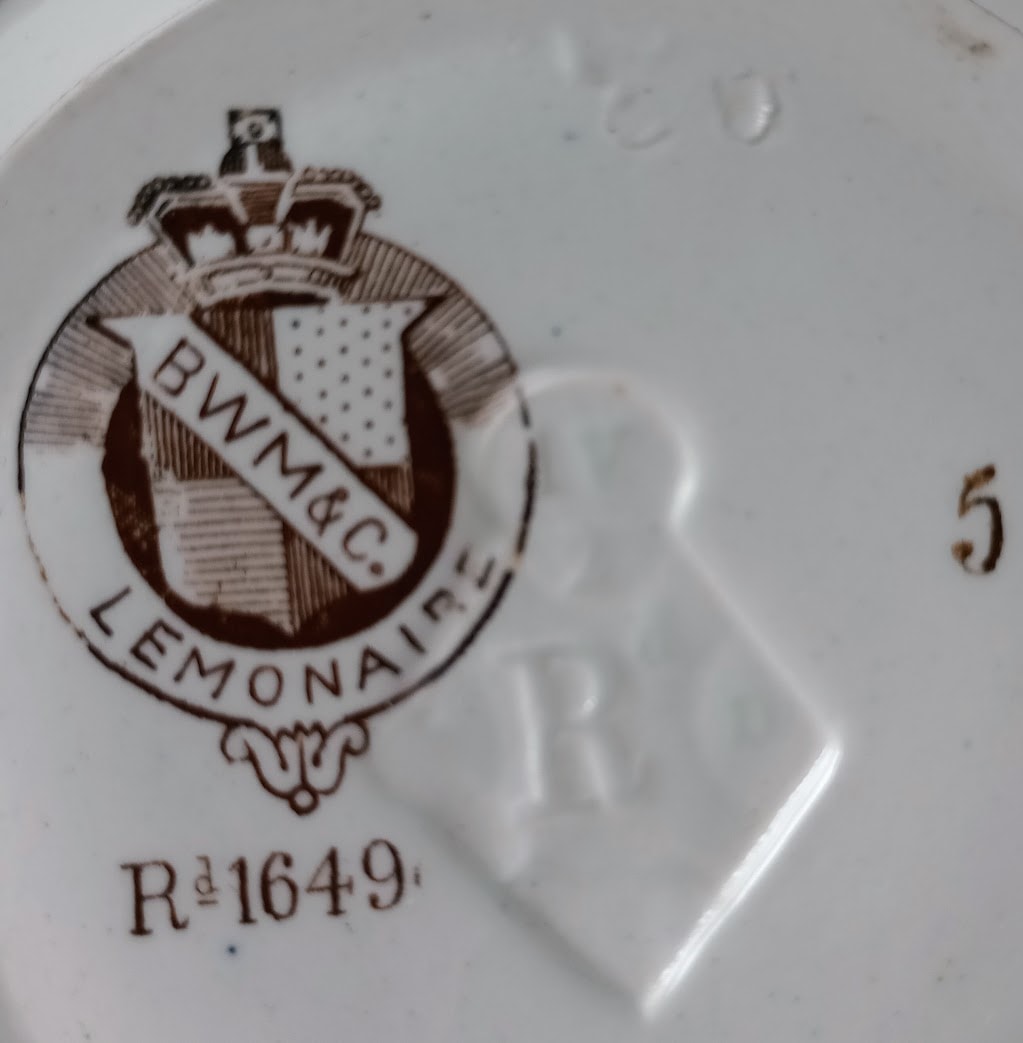 BWM&C.
LEMONAIRE
Rd 1649
5
R